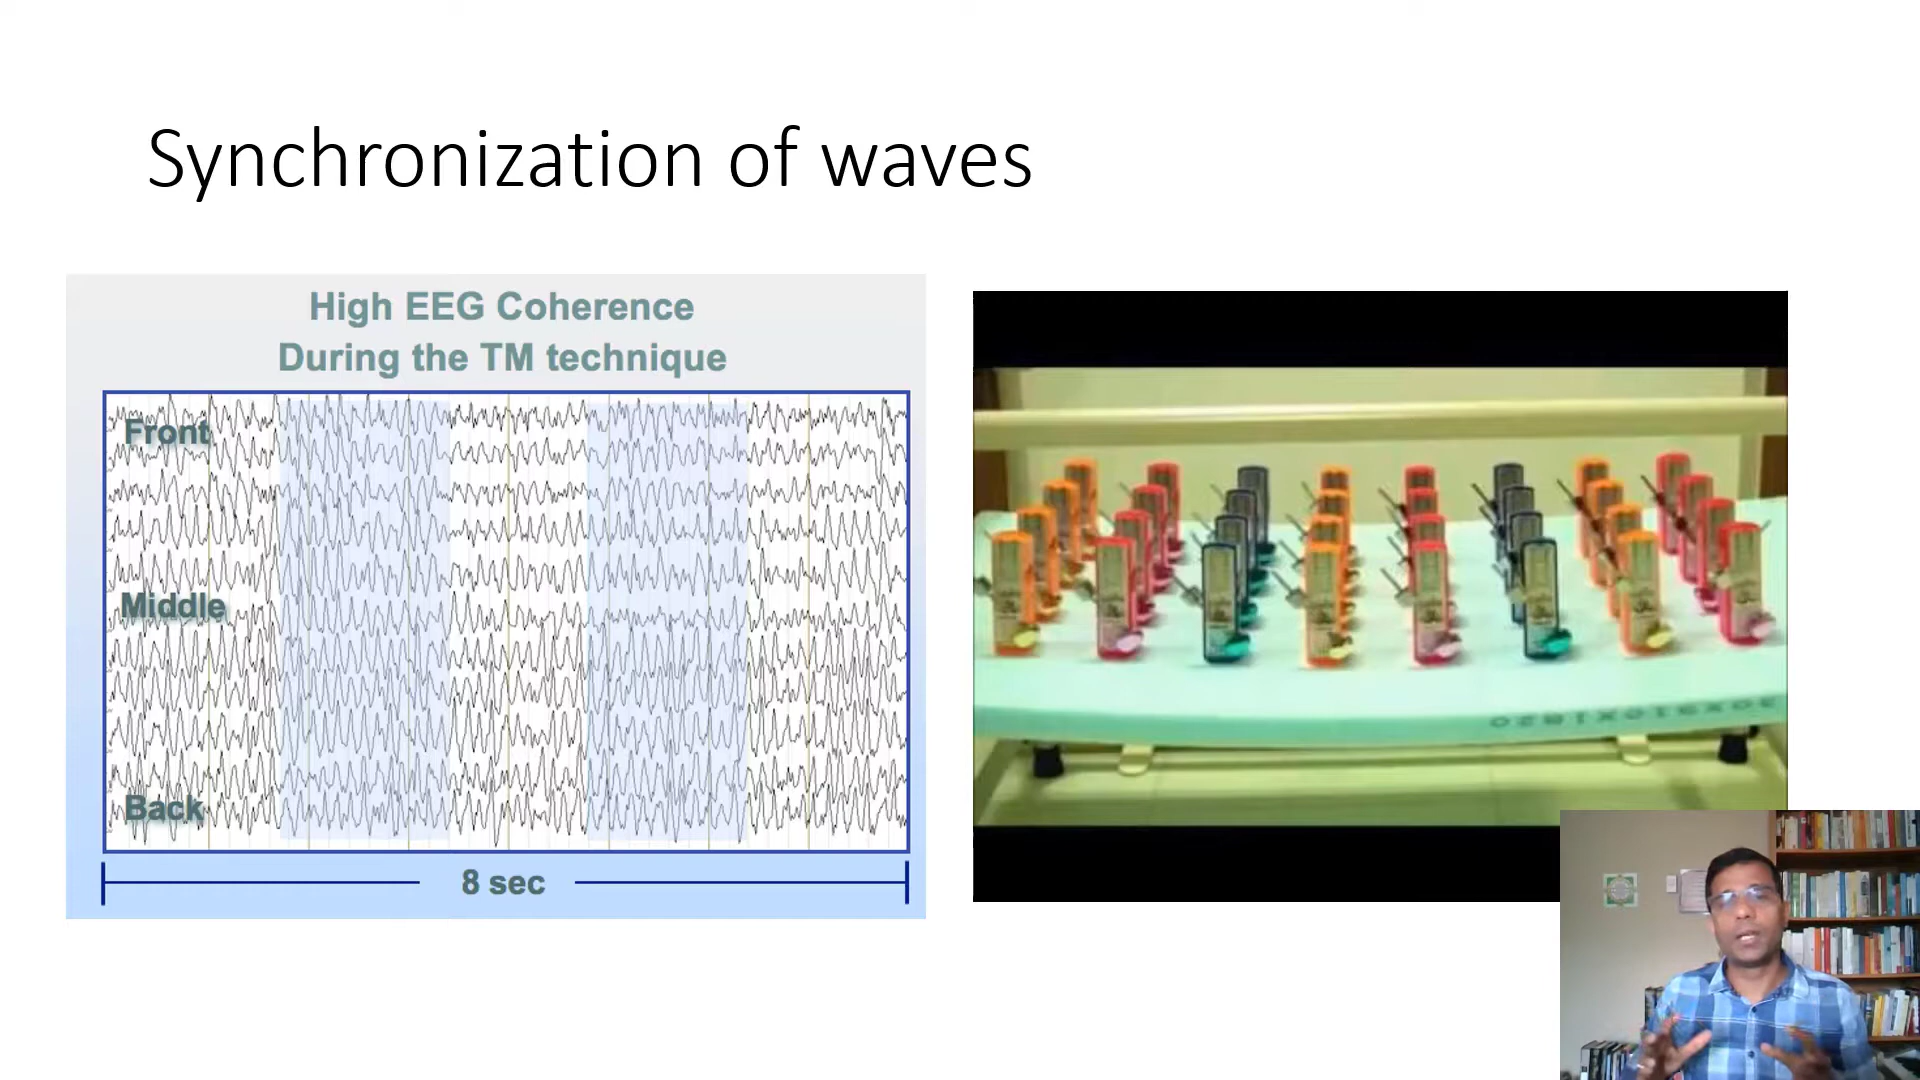 Synchronization of waves
High EEG Coherence
During the TM technique
Front
Middle
Back
8 sec